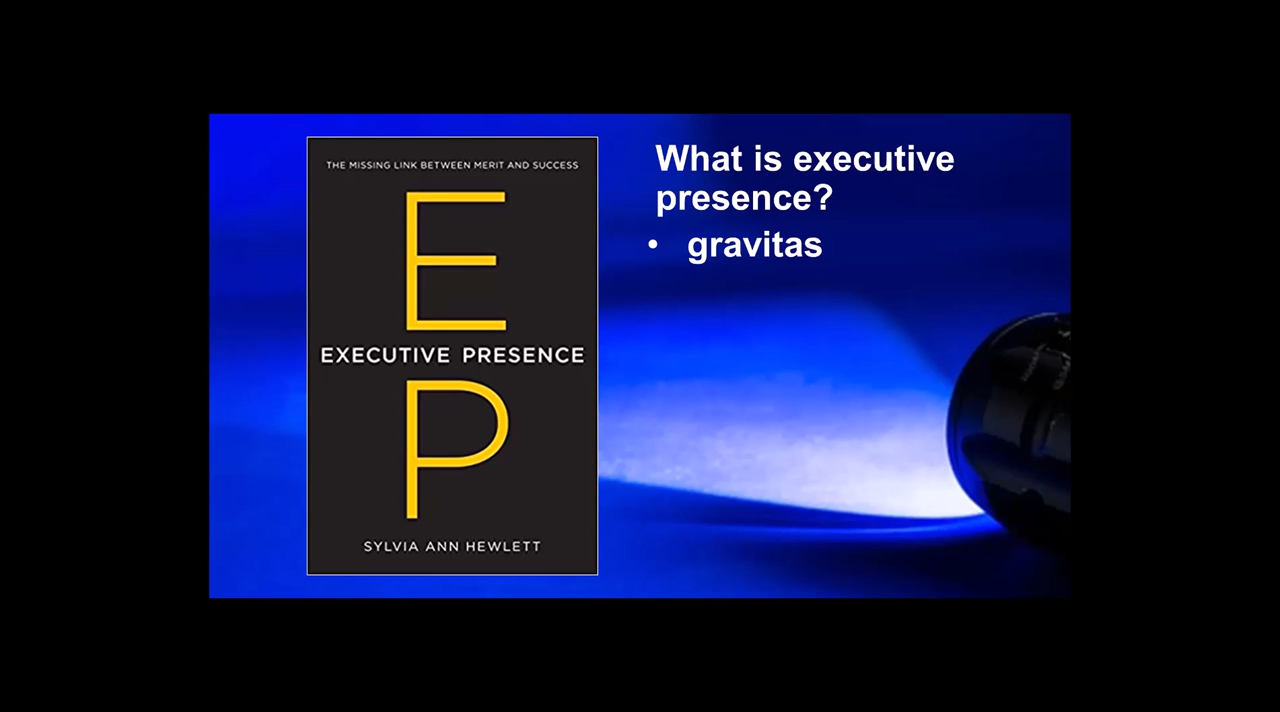 THE MISSING LINK BETWEEN MERIT AND SUCCESS
E
EXECUTIVE PRESENCE
P
SYLVIA ANN HEWLETT
What is executive
presence?
• gravitas